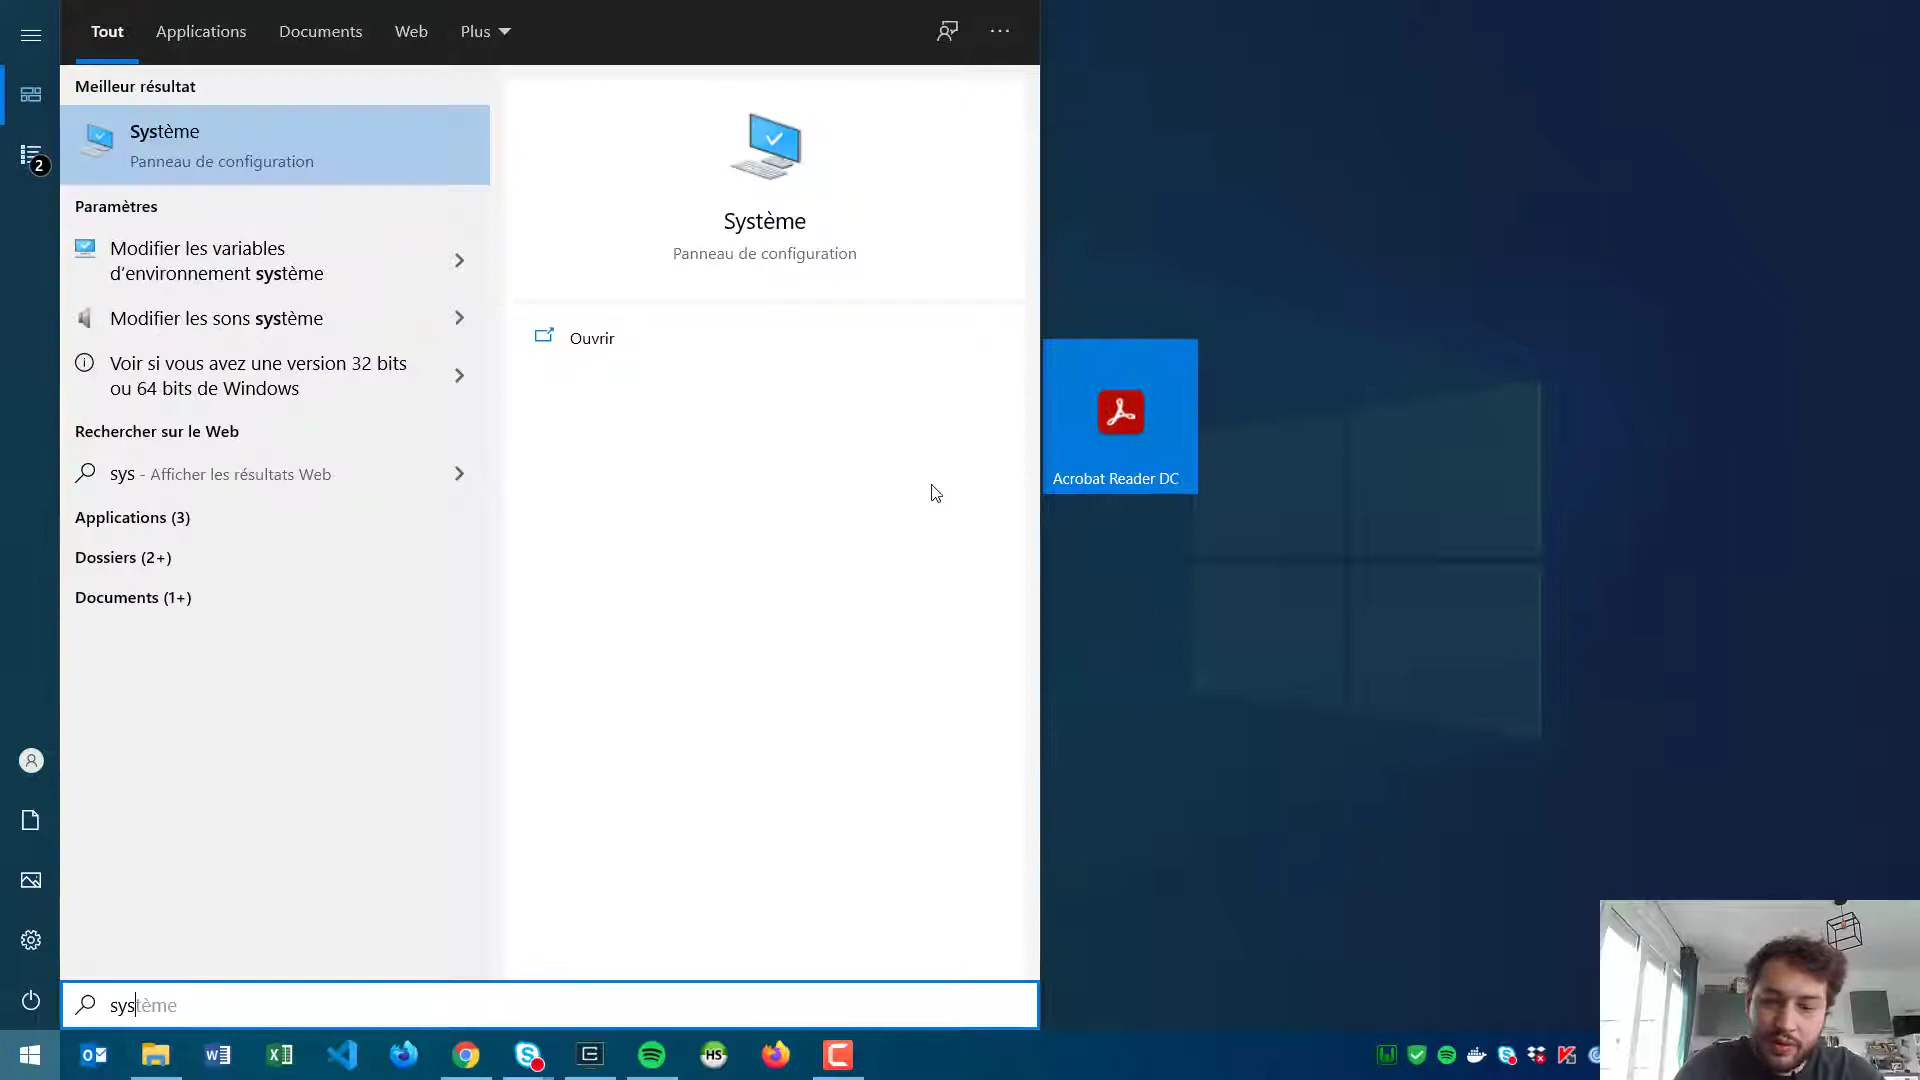 Tout
Applications
Documents
Web
Plus
Meilleur résultat
Système
Panneau de configuration
Paramètres
Modifier les variables
d'environnement système
Modifier les sons système
Voir si vous avez une version 32 bits
ou 64 bits de Windows
Rechercher sur le Web
sys - Afficher les résultats Web
Applications (3)
Dossiers (2+)
Documents (1+)
Système
Panneau de configuration
Ouvrir
Acrobat Reader DC
2
système
HS